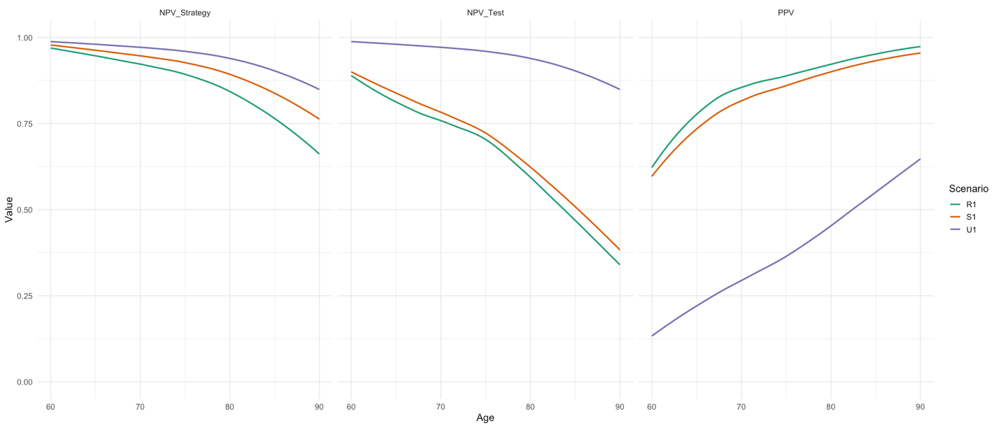 NPV_Strategy NPV_Test PPV
1.00
0.75
0.50
0.25
0.00
Value
60 70 80 90 60 70 80 90 60 70 80 90
Age
Scenario
R1
S1
U1